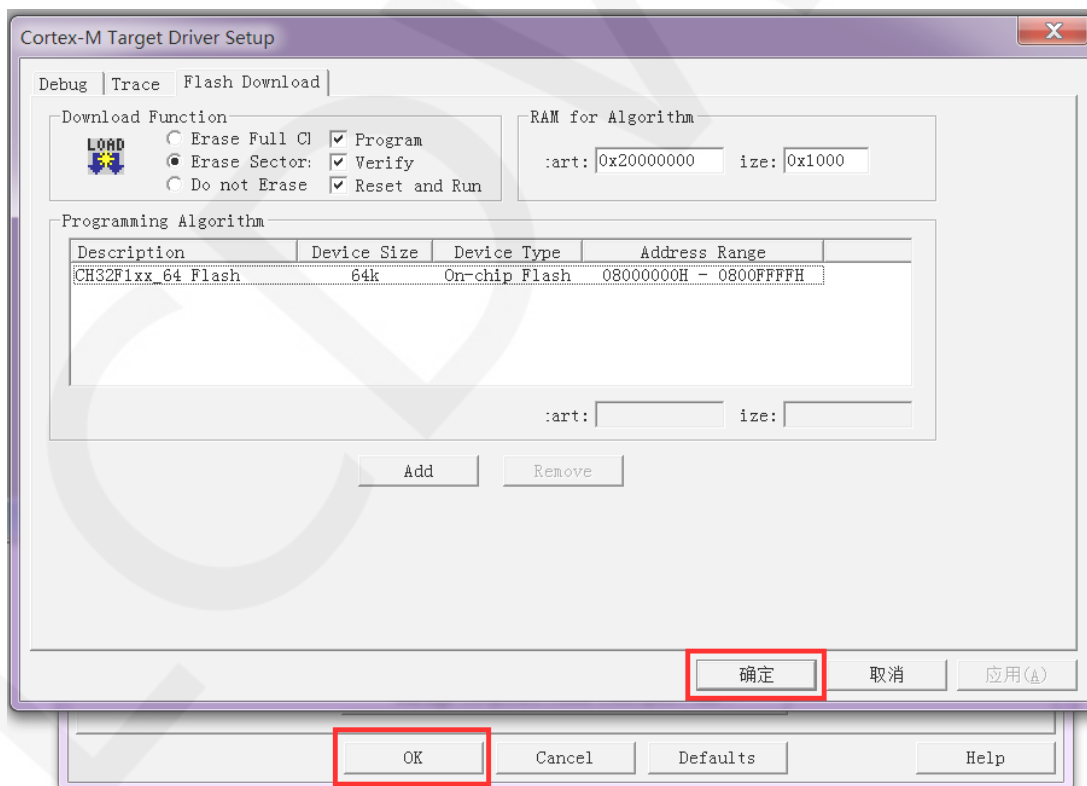 Cortex-M Target Driver Setup
Debug Trace Flash Download
Download Function
LOAD
Erase Full Cl
Program
Erase Sector:
Verify
Do not Erase
Reset and Run
RAM for Algorithm
:art: 0x20000000 ize: 0x1000
Programming Algorithm
Description Device Size Device Type Address Range
CH32F1xx_64 Flash 64k On-chip Flash 08000000H - 0800FFFFH
:art: ize:
Add Remove
确定 取消 应用(A)
OK Cancel Defaults Help